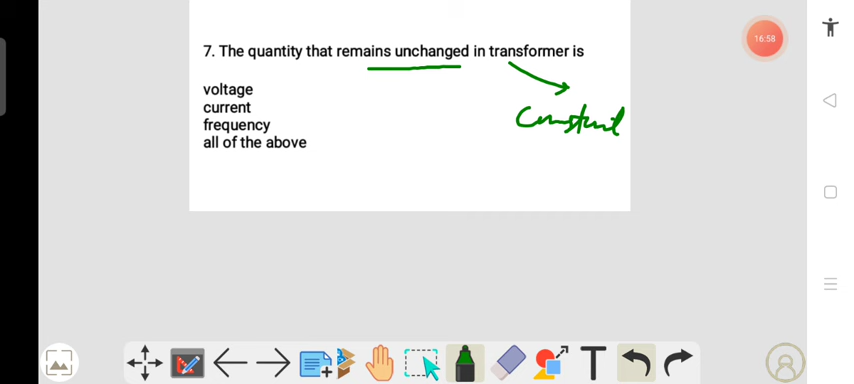 16:58
7. The quantity that remains unchanged in transformer is
constant
voltage
current
frequency
all of the above
T